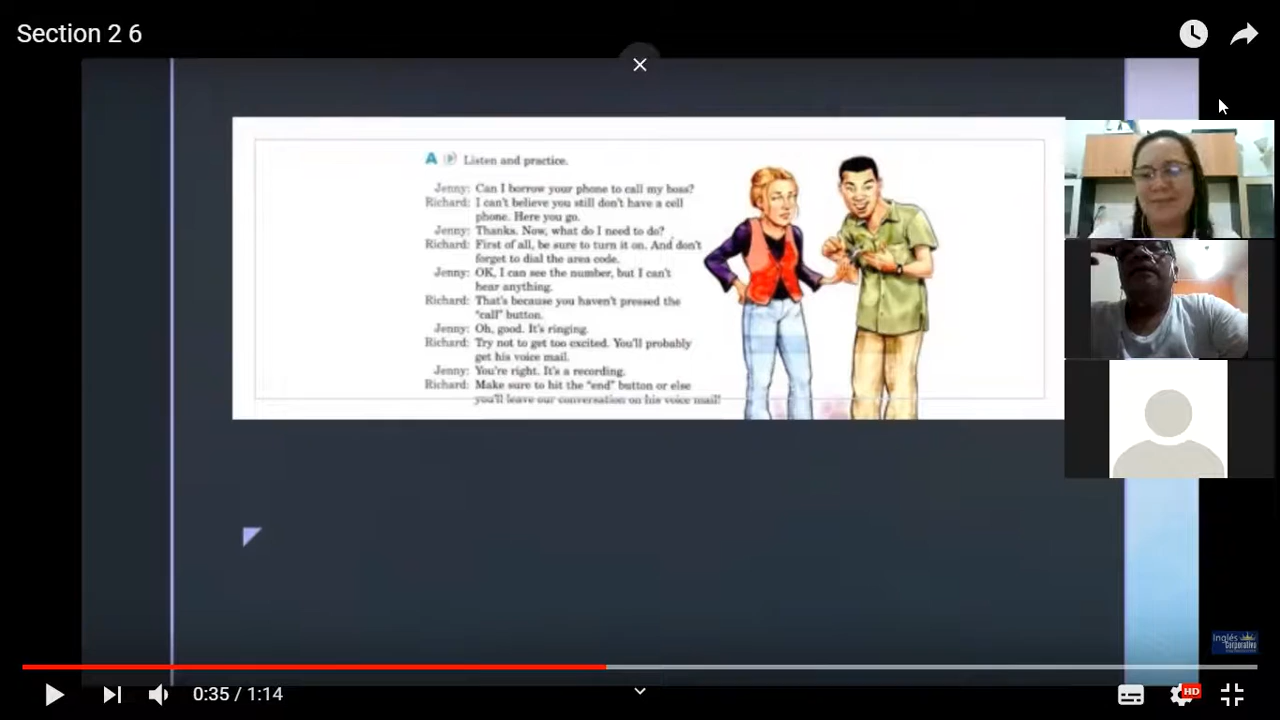 Section 2 6
A Listen and practice.
Jenny: Can I borrow your phone to call my boss?
Richard: I can't believe you still don't have a cell
phone. Here you go.
Jenny: Thanks. Now, what do I need to do?
Richard: First of all, be sure to turn it on. And don't
forget to dial the area code.
Jenny: OK, I can see the number, but I can't
hear anything.
Richard: That's because you haven't pressed the
"call" button.
Jenny: Oh, good. It's ringing.
Richard: Try not to get too excited. You'll probably
get his voice mail.
Jenny: You're right. It's a recording.
Richard: Make sure to hit the "end" button or else
you'll leave our conversation on his voice mail!
Inglés
Corporativo
0:35 / 1:14
HD